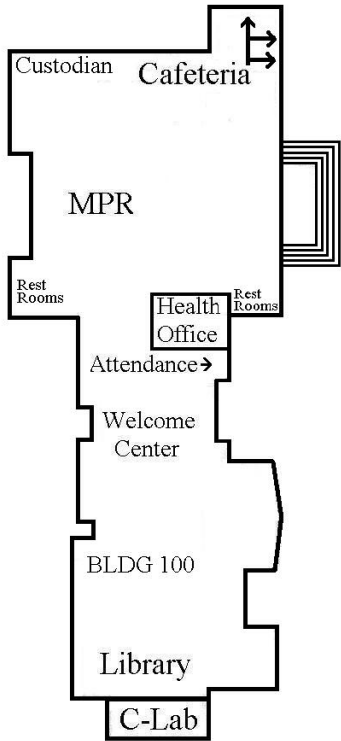 Custodian
Cafeteria
MPR
Rest
Rooms
Rest
Rooms
Health
Office
Attendance
Welcome
Center
BLDG 100
Library
C-Lab